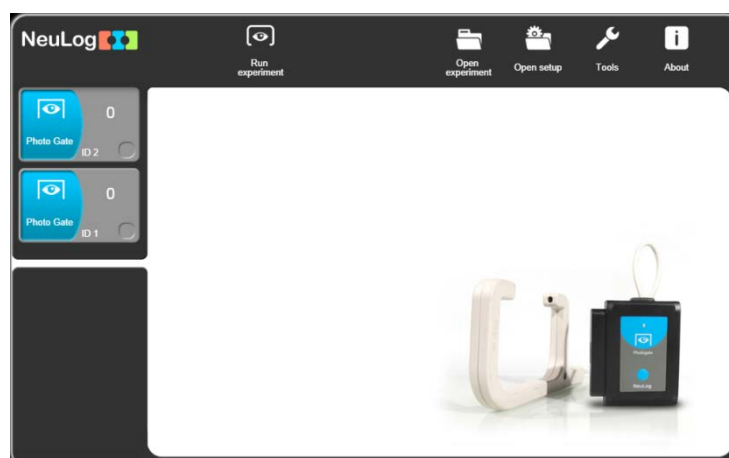 NeuLog
Run
experiment
Open
experiment
Open setup
Tools
About
0
Photo Gate
ID 2
0
Photo Gate
ID 1
Photogate
NeuLog